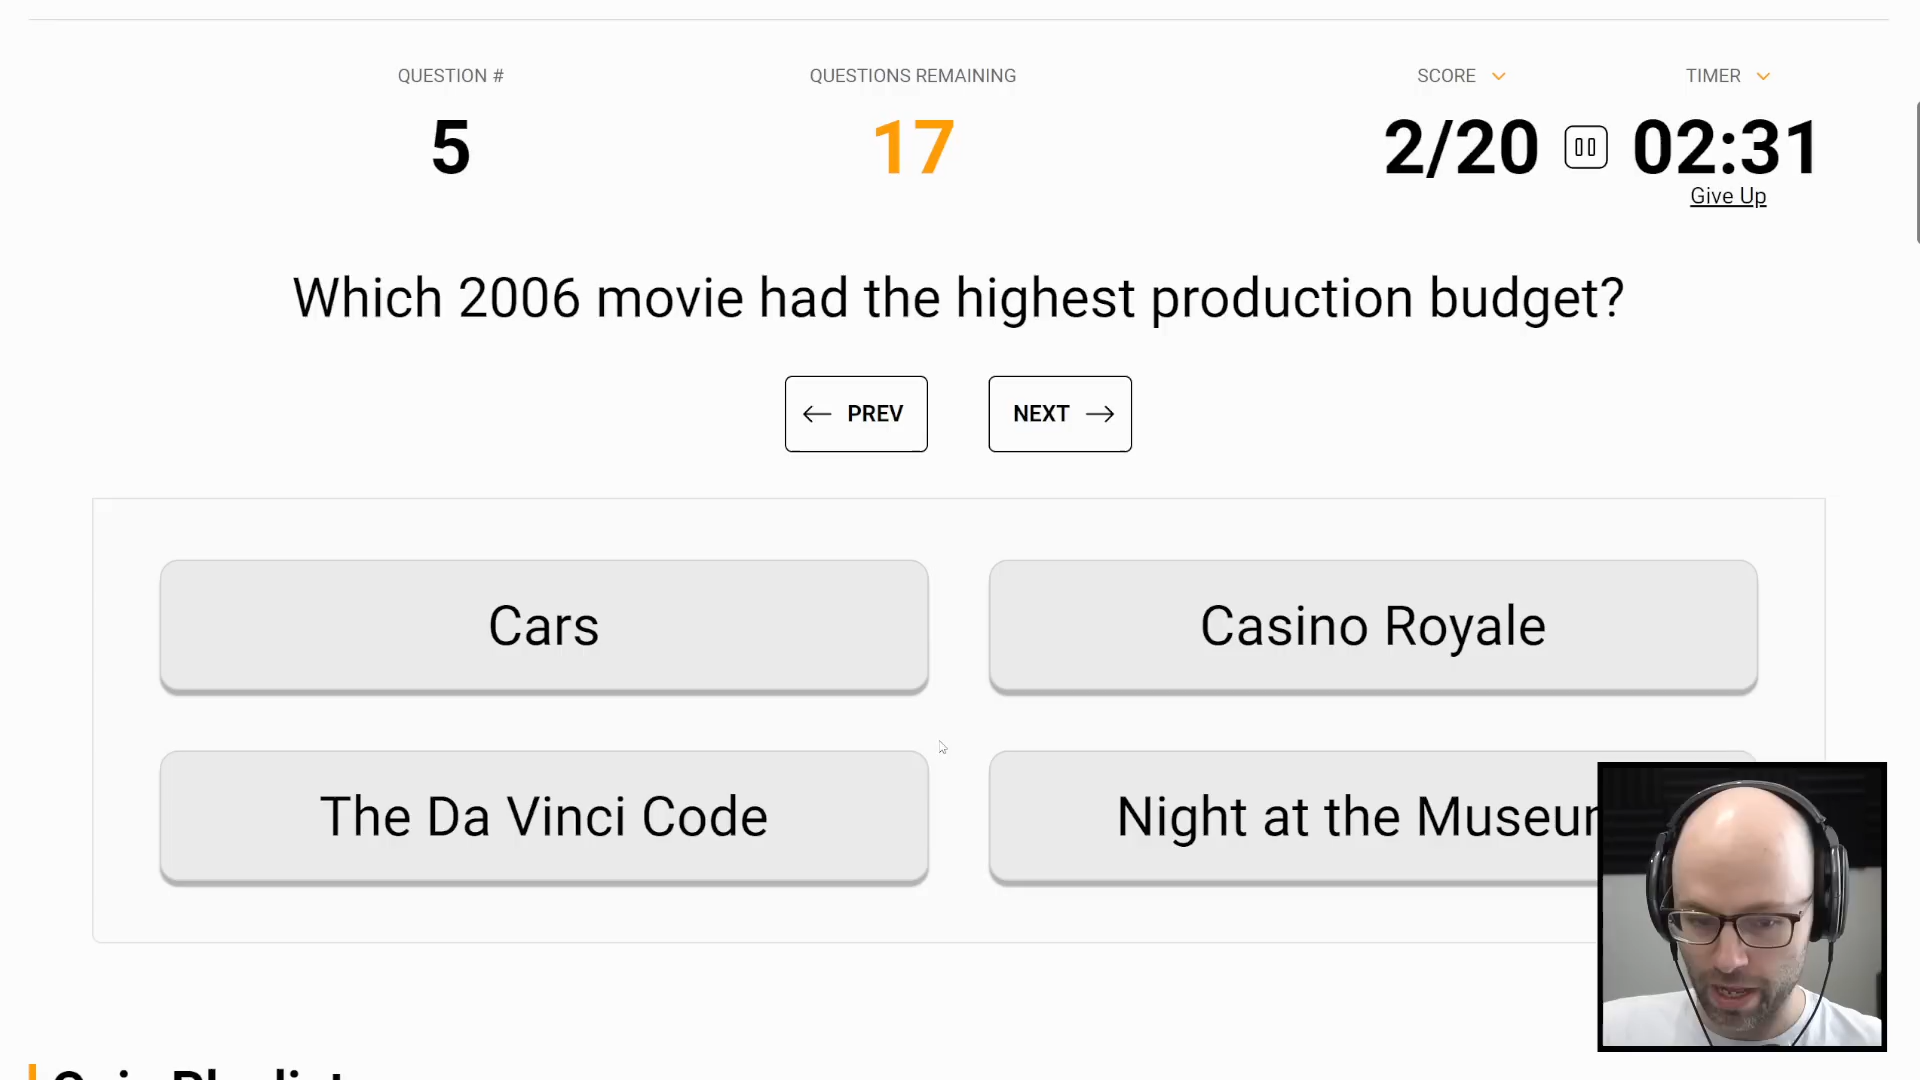 QUESTION #
QUESTIONS REMAINING
SCORE
TIMER
5
17
2/20
02:31
Give Up
Which 2006 movie had the highest production budget?
PREV
NEXT
Cars
Casino Royale
The Da Vinci Code
Night at the Museum